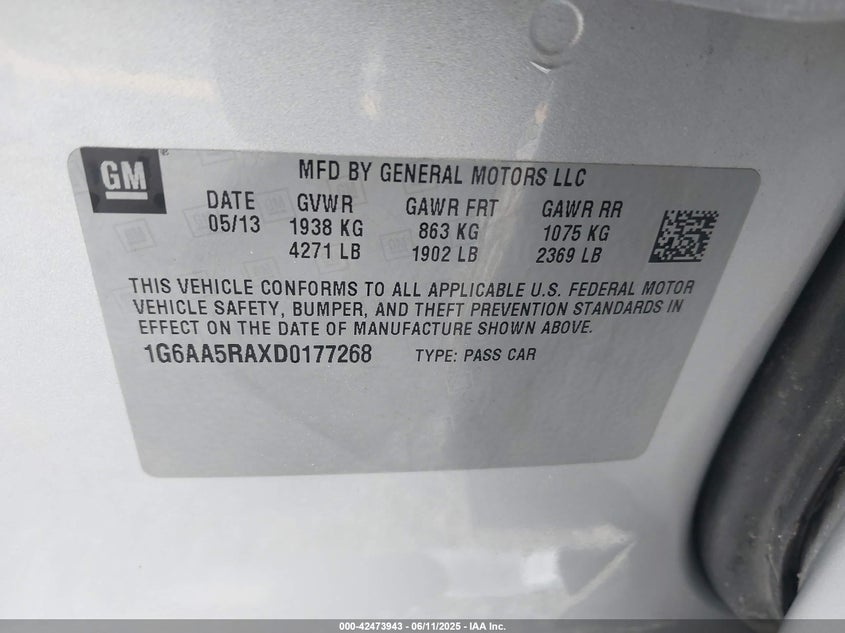 GM
MFD BY GENERAL MOTORS LLC
DATE GVWR GAWR FRT GAWR RR
05/13 1938 KG 863 KG 1075 KG
4271 LB 1902 LB 2369 LB
THIS VEHICLE CONFORMS TO ALL APPLICABLE U.S. FEDERAL MOTOR
VEHICLE SAFETY, BUMPER, AND THEFT PREVENTION STANDARDS IN
EFFECT ON THE DATE OF MANUFACTURE SHOWN ABOVE.
1G6AA5RAXD0177268 TYPE: PASS CAR
000-42473943 - 06/11/2025 - IAA Inc.